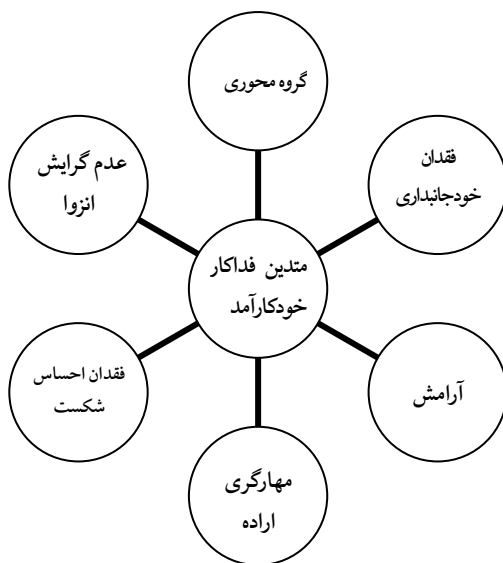 گروه محوری
فقدان
خودجانبداری
آرامش
مهارگری
اراده
فقدان احساس
شکست
عدم گرایش
انزوا
متدین فداکار
خودکارآمد